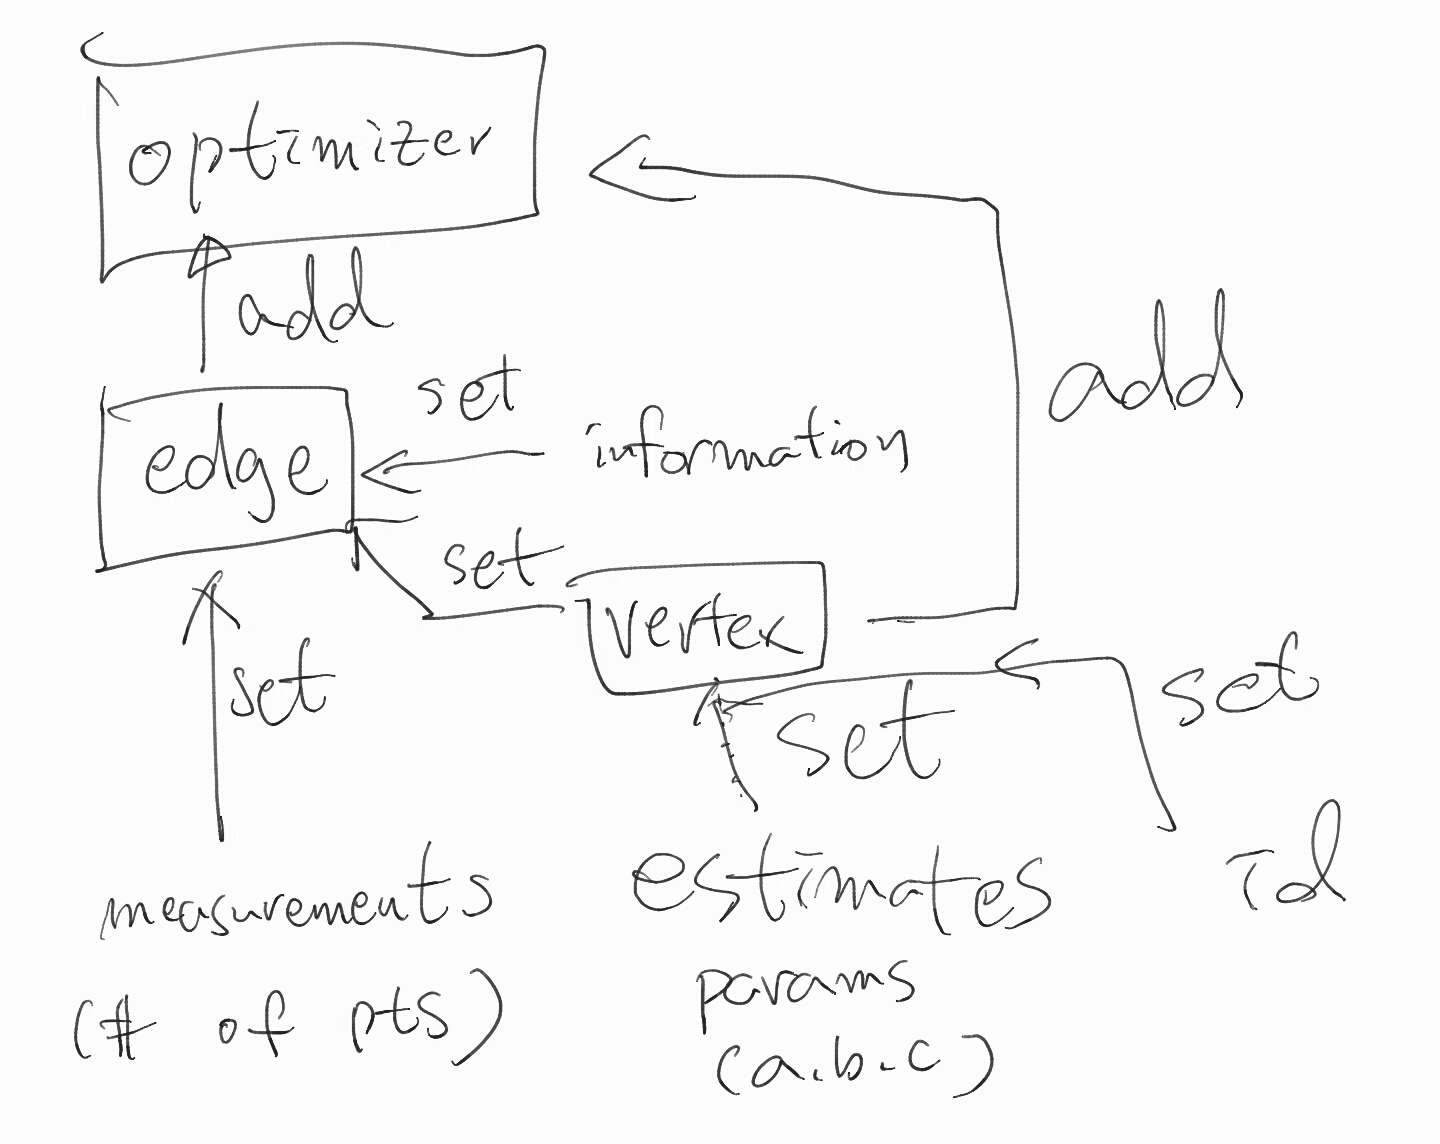 optimizer
add
set
add
edge
information
set
vertex
set
set
set
measurements
estimates
id
(# of pts)
params
(a.b.c)